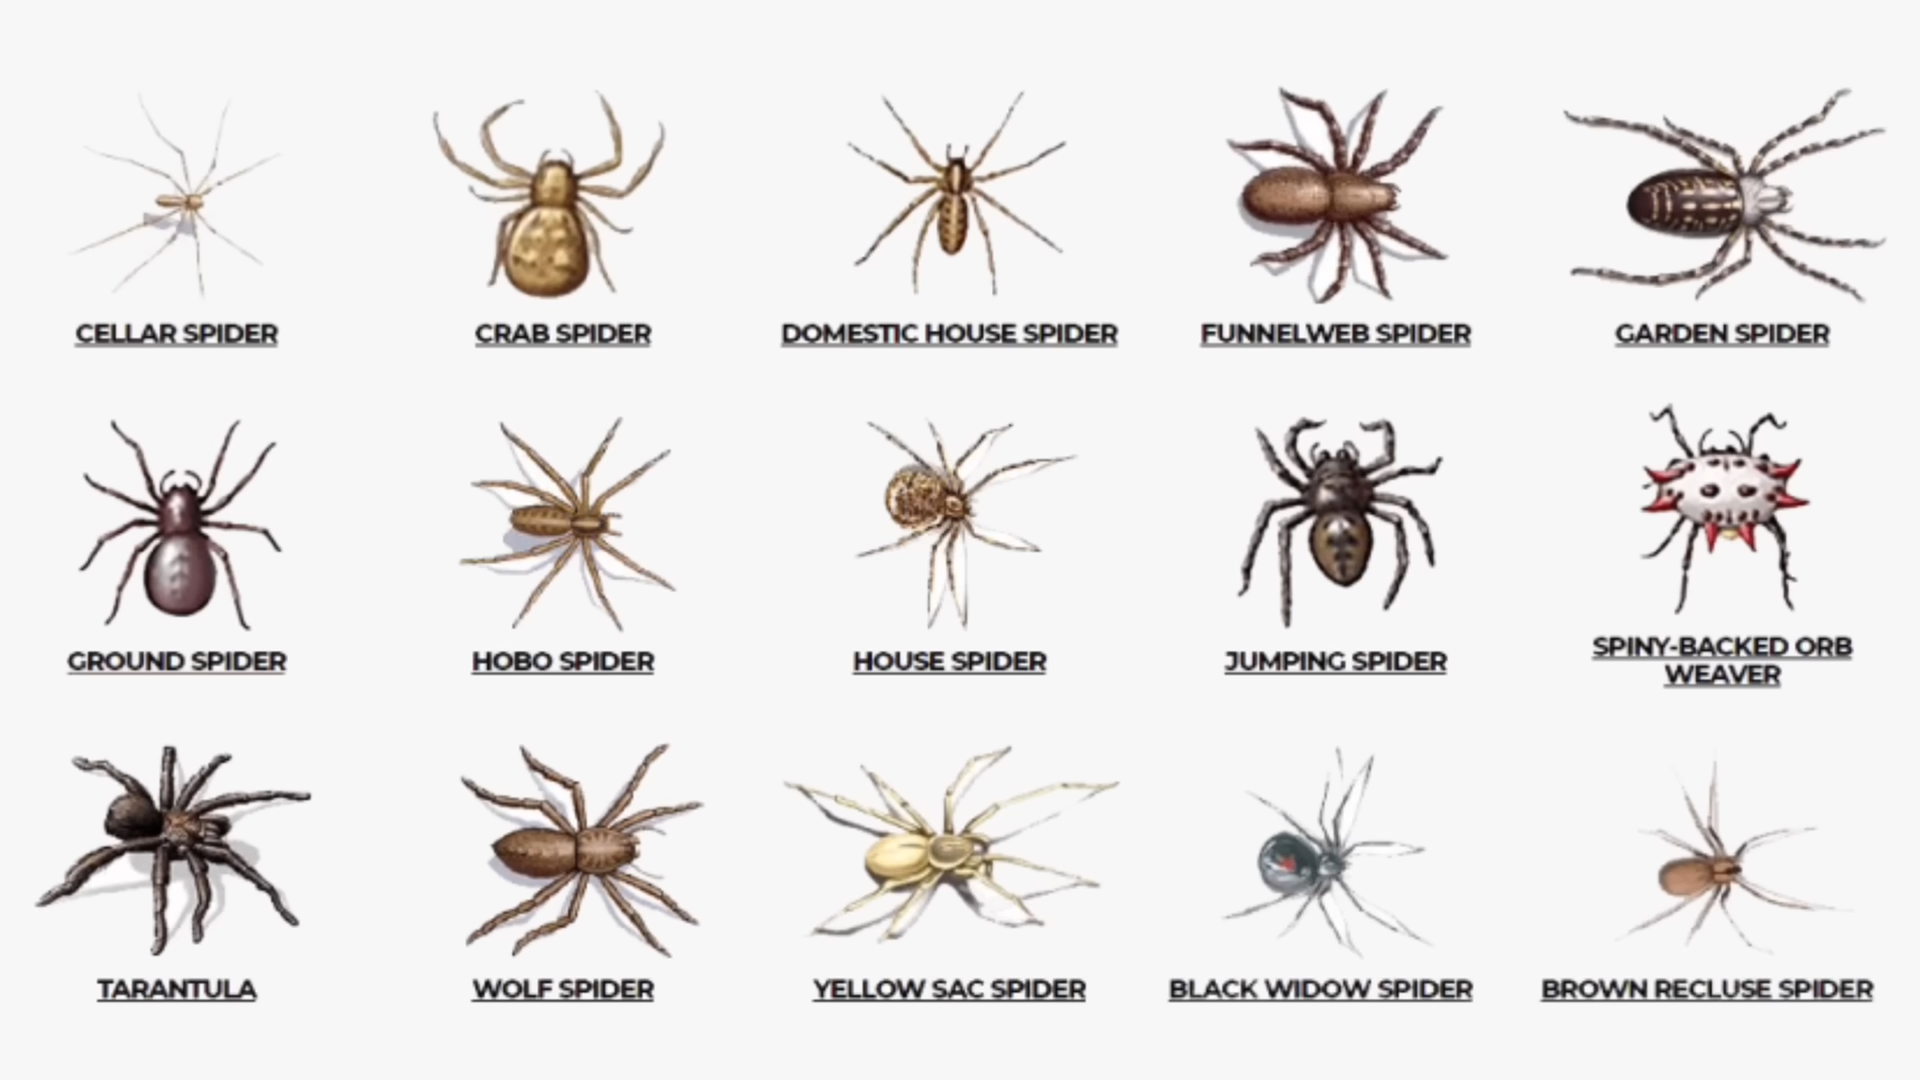 CELLAR SPIDER
CRAB SPIDER
DOMESTIC HOUSE SPIDER
FUNNELWEB SPIDER
GARDEN SPIDER
GROUND SPIDER
HOBO SPIDER
HOUSE SPIDER
JUMPING SPIDER
SPINY-BACKED ORB
WEAVER
TARANTULA
WOLF SPIDER
YELLOW SAC SPIDER
BLACK WIDOW SPIDER
BROWN RECLUSE SPIDER